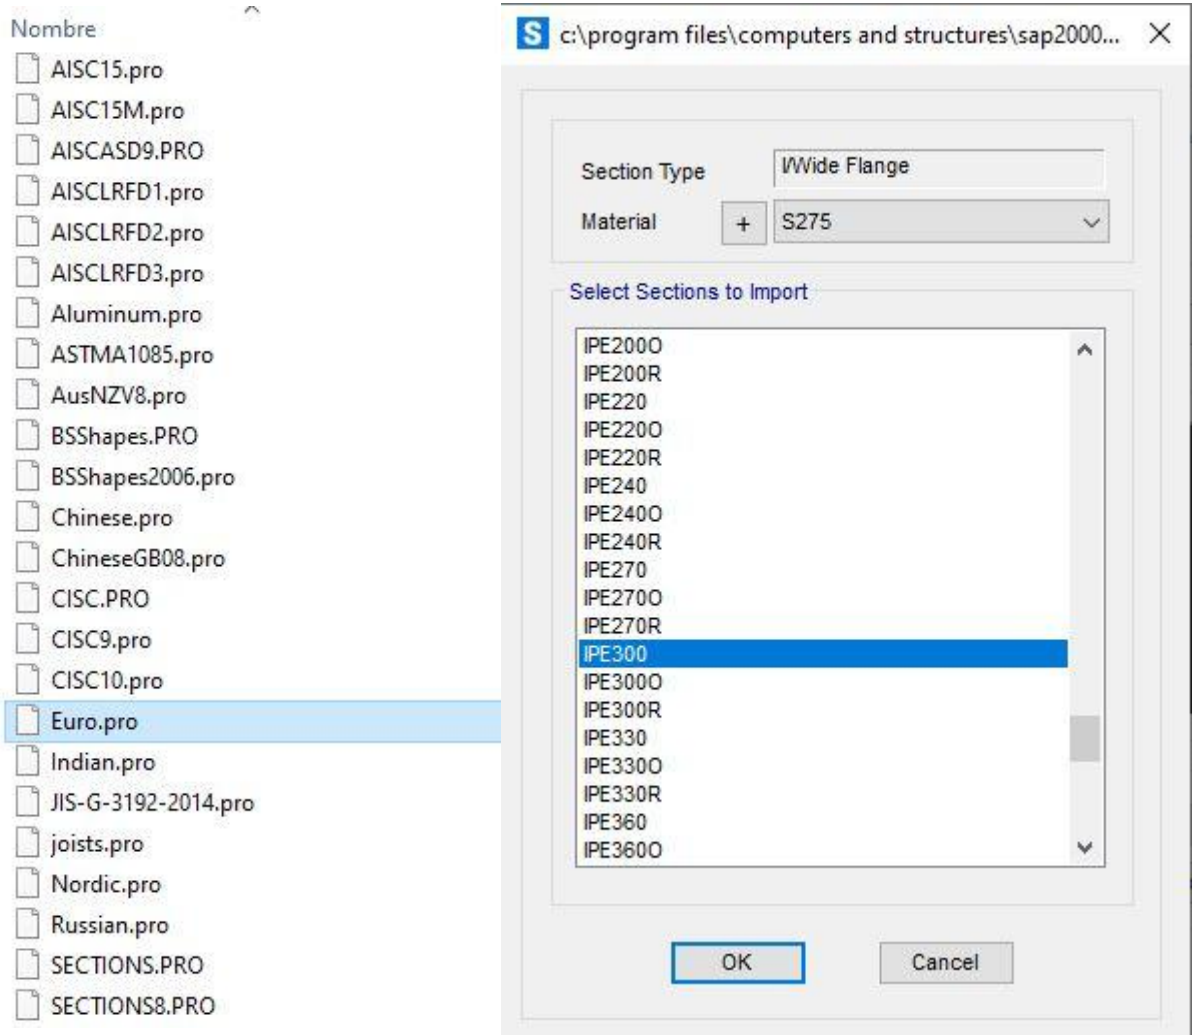 Nombre
AISC15.pro
AISC15M.pro
AISCASD9.PRO
AISCLRFD1.pro
AISCLRFD2.pro
AISCLRFD3.pro
Aluminum.pro
ASTMA1085.pro
AusNZV8.pro
BSShapes.PRO
BSShapes2006.pro
Chinese.pro
ChineseGB08.pro
CISC.PRO
CISC9.pro
CISC10.pro
Euro.pro
Indian.pro
JIS-G-3192-2014.pro
joists.pro
Nordic.pro
Russian.pro
SECTIONS.PRO
SECTIONS8.PRO
S c:\program files\computers and structures\sap2000...
Section Type I/Wide Flange
Material + S275
Select Sections to Import
IPE200O
IPE200R
IPE220
IPE220O
IPE220R
IPE240
IPE240O
IPE240R
IPE270
IPE270O
IPE270R
IPE300
IPE300O
IPE300R
IPE330
IPE330O
IPE330R
IPE360
IPE360O
OK Cancel